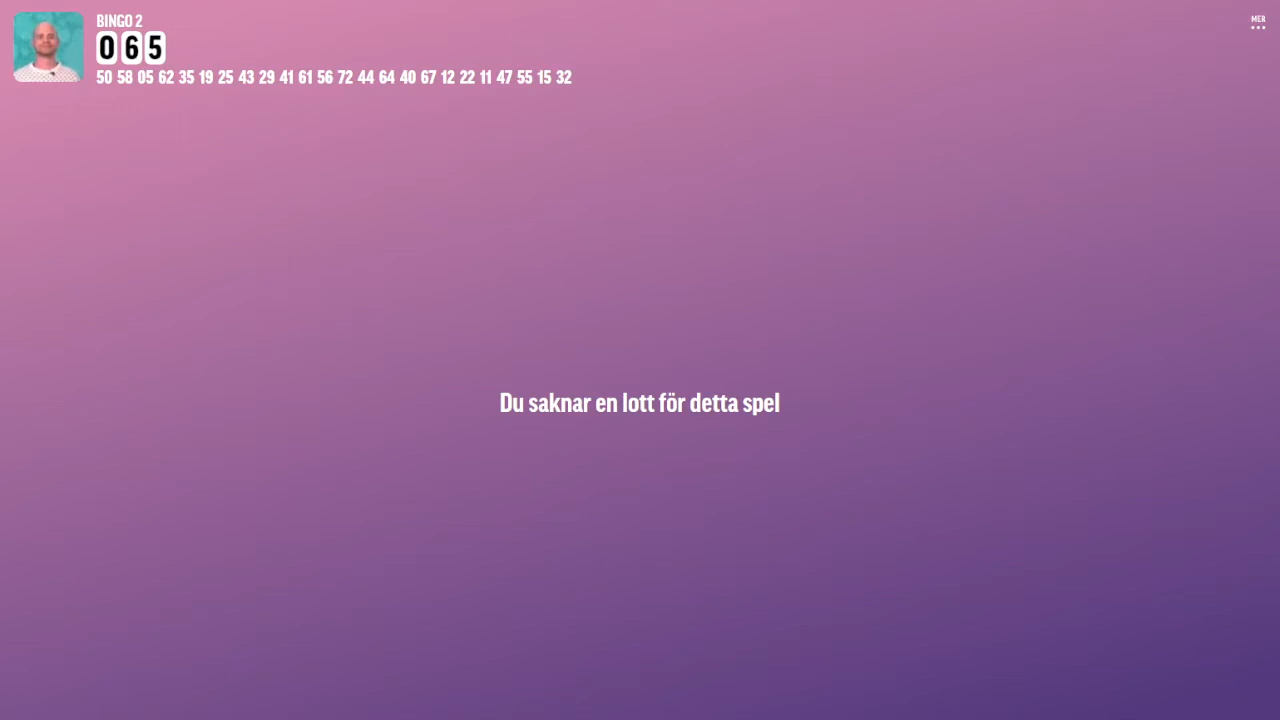 BINGO 2
065
50 58 05 62 35 19 25 43 29 41 61 56 72 44 64 40 67 12 22 11 47 55 15 32
MER
Du saknar en lott för detta spel